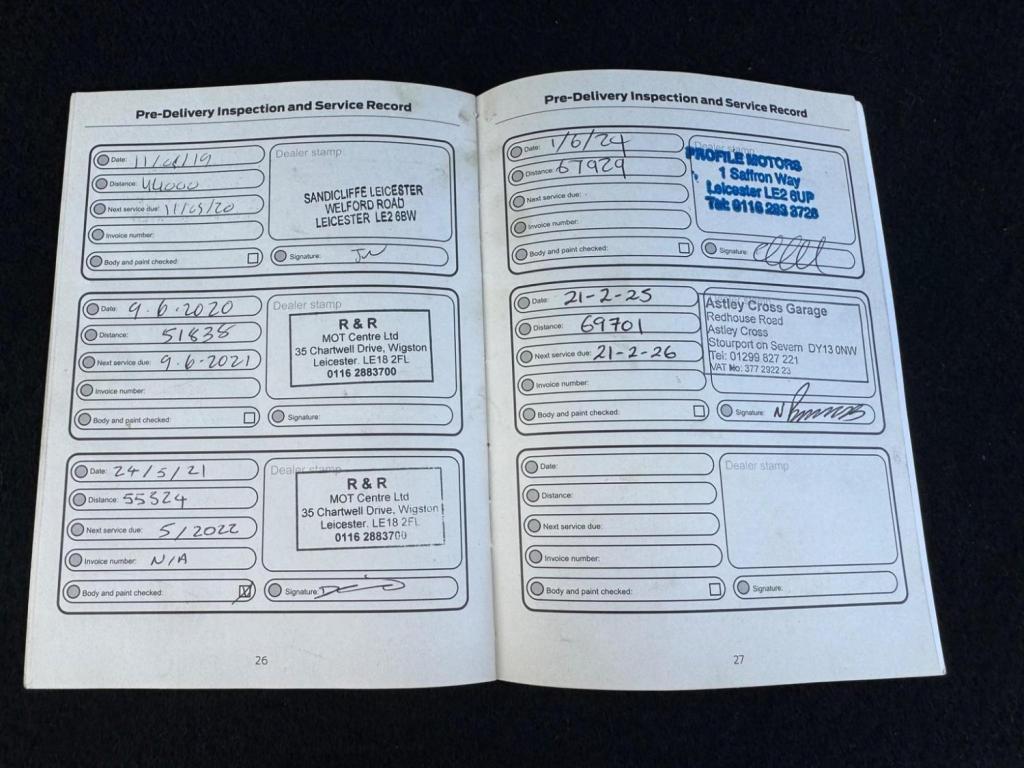 Pre-Delivery Inspection and Service Record
Date:
Distance: 44000
Next service due:
Invoice number:
Body and paint checked:
Dealer stamp
SANDICLIFFE LEICESTER
WELFORD ROAD
LEICESTER LE2 6BW
Signature:
Date: 9.6.2020
Distance: 51838
Next service due: 9.6.2021
Invoice number:
Body and paint checked:
Dealer stamp
R & R
MOT Centre Ltd
35 Chartwell Drive, Wigston
Leicester. LE18 2FL
0116 2883700
Signature:
Date: 24/5/21
Distance: 55324
Next service due: 5/2022
Invoice number: N/A
Body and paint checked:
Dealer stamp
R & R
MOT Centre Ltd
35 Chartwell Drive, Wigston
Leicester. LE18 2FL
0116 2883700
Signature:
26
Pre-Delivery Inspection and Service Record
Date: 1/6/24
Distance: 67929
Next service due:
Invoice number:
Body and paint checked:
Dealer stamp
PROFILE MOTORS
1 Saffron Way
Leicester LE2 6UP
Tel: 0116 283 3728
Signature:
Date: 21-2-25
Distance: 69701
Next service due: 21-2-26
Invoice number:
Body and paint checked:
Astley Cross Garage
Redhouse Road
Astley Cross
Stourport on Severn DY13 0NW
Tel: 01299 827 221
VAT No: 377 2922 23
Signature:
Date:
Distance:
Next service due:
Invoice number:
Body and paint checked:
Dealer stamp
Signature:
27